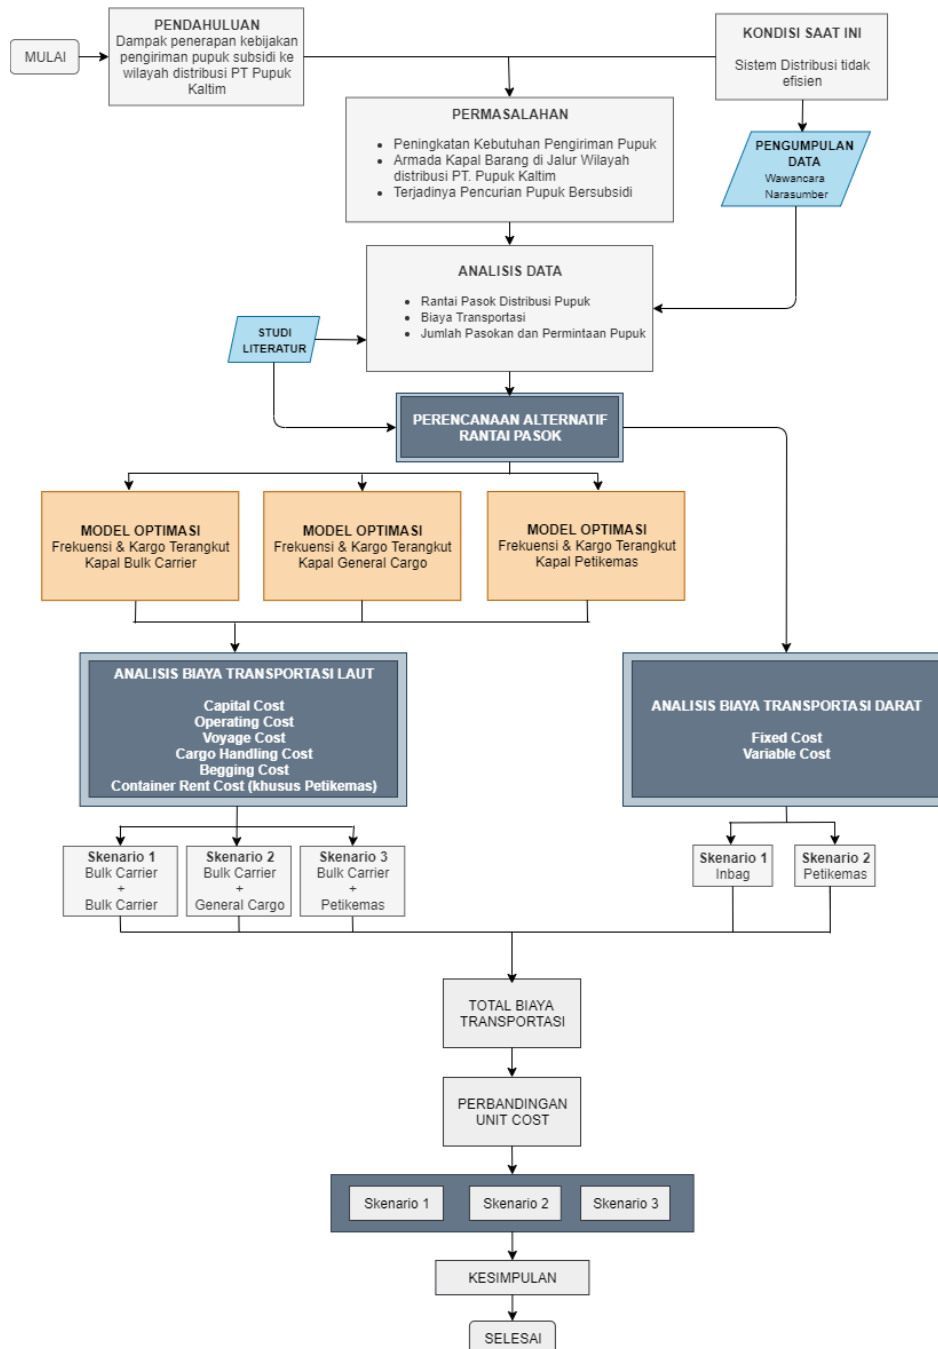 MULAI
PENDAHULUAN
Dampak penerapan kebijakan
pengiriman pupuk subsidi ke
wilayah distribusi PT Pupuk
Kaltim
KONDISI SAAT INI
Sistem Distribusi tidak
efisien
PERMASALAHAN
• Peningkatan Kebutuhan Pengiriman Pupuk
• Armada Kapal Barang di Jalur Wilayah
distribusi PT. Pupuk Kaltim
• Terjadinya Pencurian Pupuk Bersubsidi
PENGUMPULAN
DATA
Wawancara
Narasumber
ANALISIS DATA
• Rantai Pasok Distribusi Pupuk
• Biaya Transportasi
• Jumlah Pasokan dan Permintaan Pupuk
STUDI
LITERATUR
PERENCANAAN ALTERNATIF
RANTAI PASOK
MODEL OPTIMASI
Frekuensi & Kargo Terangkut
Kapal Bulk Carrier
MODEL OPTIMASI
Frekuensi & Kargo Terangkut
Kapal General Cargo
MODEL OPTIMASI
Frekuensi & Kargo Terangkut
Kapal Petikemas
ANALISIS BIAYA TRANSPORTASI LAUT
Capital Cost
Operating Cost
Voyage Cost
Cargo Handling Cost
Begging Cost
Container Rent Cost (khusus Petikemas)
ANALISIS BIAYA TRANSPORTASI DARAT
Fixed Cost
Variable Cost
Skenario 1
Bulk Carrier
+
Bulk Carrier
Skenario 2
Bulk Carrier
+
General Cargo
Skenario 3
Bulk Carrier
+
Petikemas
Skenario 1
Inbag
Skenario 2
Petikemas
TOTAL BIAYA
TRANSPORTASI
PERBANDINGAN
UNIT COST
Skenario 1
Skenario 2
Skenario 3
KESIMPULAN
SELESAI